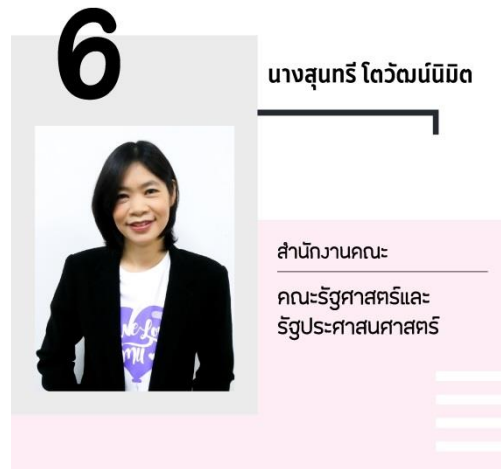 6
นางสุนทรี โตวัฒน์นิมิต
สำนักงานคณะ
คณะรัฐศาสตร์และ
รัฐประศาสนศาสตร์